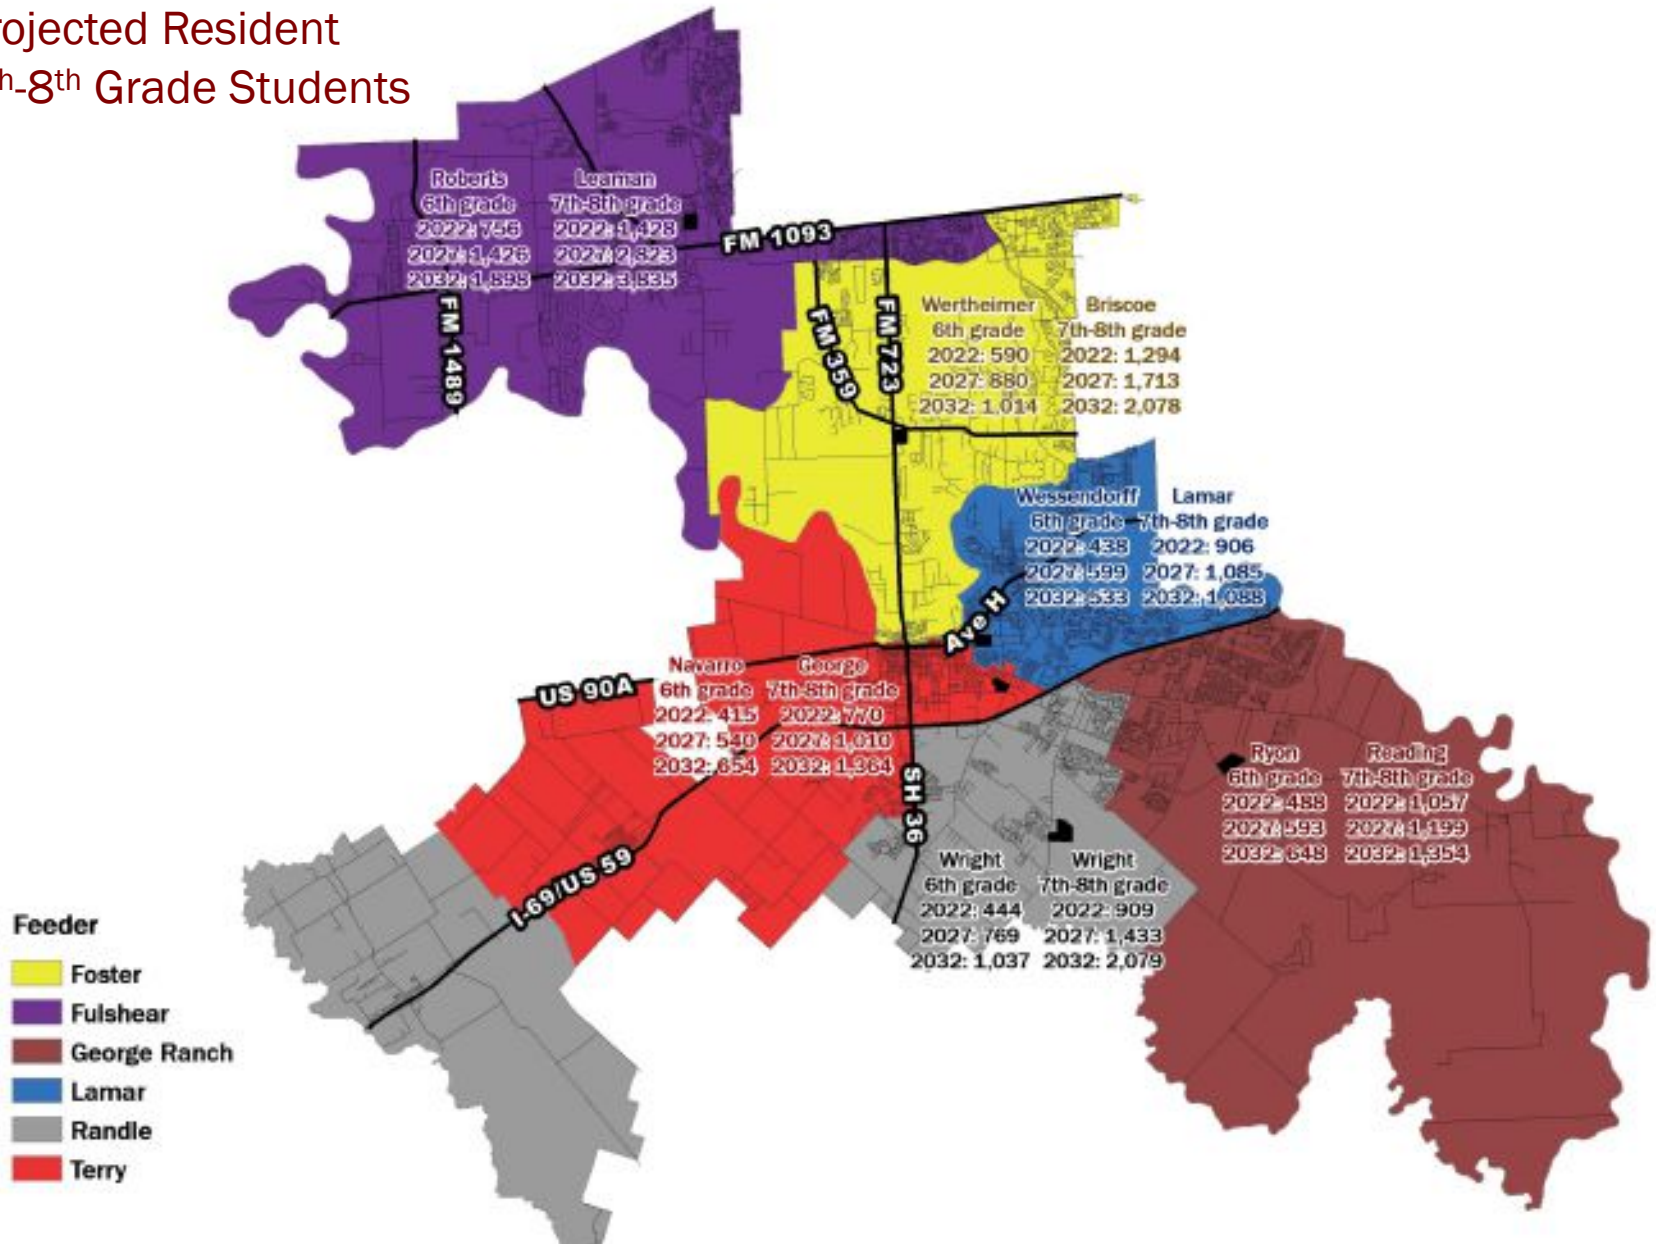 rojected Resident
h-8th Grade Students
Roberts
6th grade
2022: 756
2027: 1,426
2032: 1,898
Leaman
7th-8th grade
2022: 1,428
2027: 2,823
2032: 3,835
FM 1093
FM 1489
FM 359
FM 723
Wertheimer
6th grade
2022: 590
2027: 880
2032: 1,014
Briscoe
7th-8th grade
2022: 1,294
2027: 1,713
2032: 2,078
Wessendorff
6th grade
2022: 438
2027: 599
2032: 533
Lamar
7th-8th grade
2022: 906
2027: 1,085
2032: 1,088
Ave H
US 90A
Navarro
6th grade
2022: 415
2027: 540
2032: 654
George
7th-8th grade
2022: 770
2027: 1,010
2032: 1,364
SH 36
I-69/US 59
Ryon
6th grade
2022: 488
2027: 593
2032: 648
Reading
7th-8th grade
2022: 1,057
2027: 1,199
2032: 1,354
Wright
6th grade
2022: 444
2027: 769
2032: 1,037
Wright
7th-8th grade
2022: 909
2027: 1,433
2032: 2,079
Feeder
Foster
Fulshear
George Ranch
Lamar
Randle
Terry